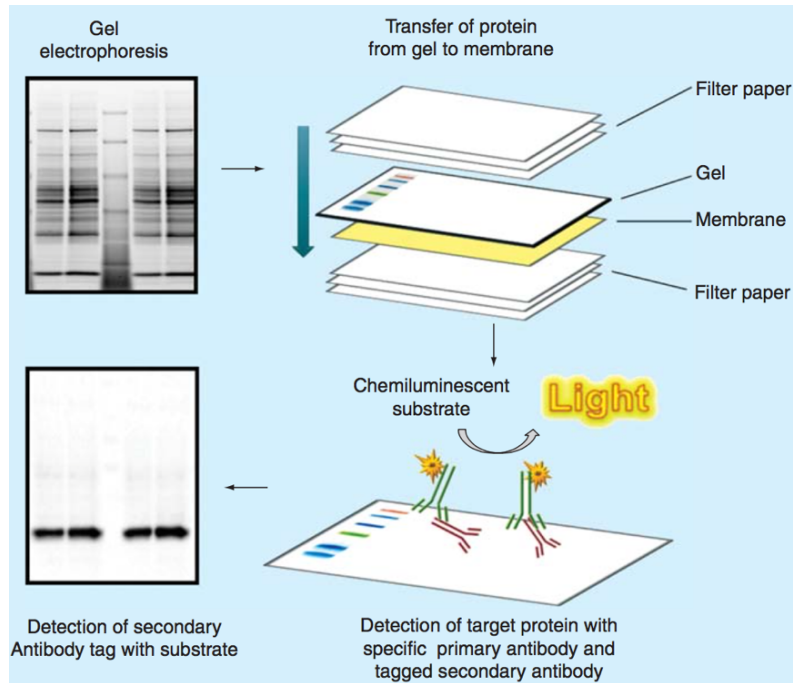 Gel
electrophoresis
Transfer of protein
from gel to membrane
Filter paper
Gel
Membrane
Filter paper
Chemiluminescent
substrate
Light
Detection of secondary
Antibody tag with substrate
Detection of target protein with
specific primary antibody and
tagged secondary antibody